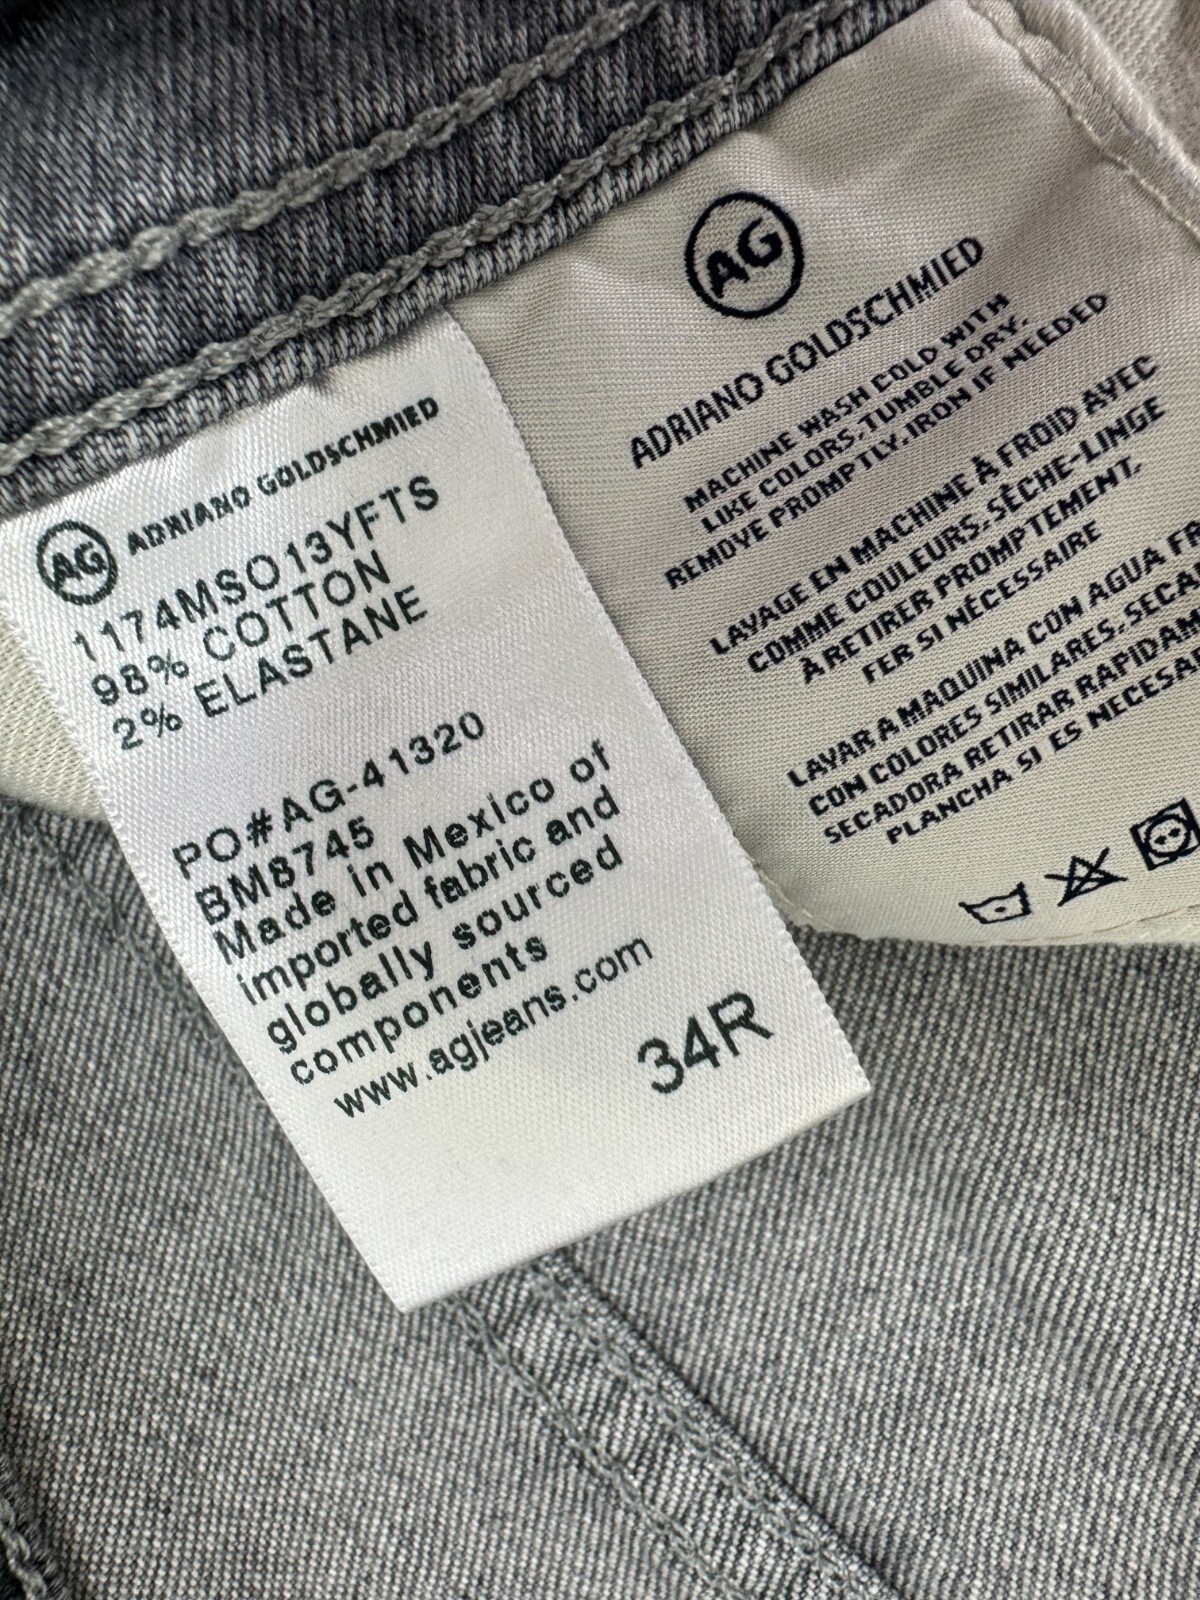 AG ADRIANO GOLDSCHMIED
1174MSO13YFTS
98% COTTON
2% ELASTANE
PO#AG-41320
BM8745
Made in Mexico of
imported fabric and
globally sourced
components
www.agjeans.com
34R
AG
ADRIANO GOLDSCHMIED
MACHINE WASH COLD WITH
LIKE COLORS, TUMBLE DRY.
REMOVE PROMPTLY, IRON IF NEEDED
LAVAGE EN MACHINE À FROID AVEC
COMME COULEURS, SÈCHE-LINGE
À RETIRER PROMPTEMENT,
FER SI NÉCESSAIRE
LAVAR A MAQUINA CON AGUA
CON COLORES SIMILARES,
SECADORA RETIRAR
PLANCHA SI ES